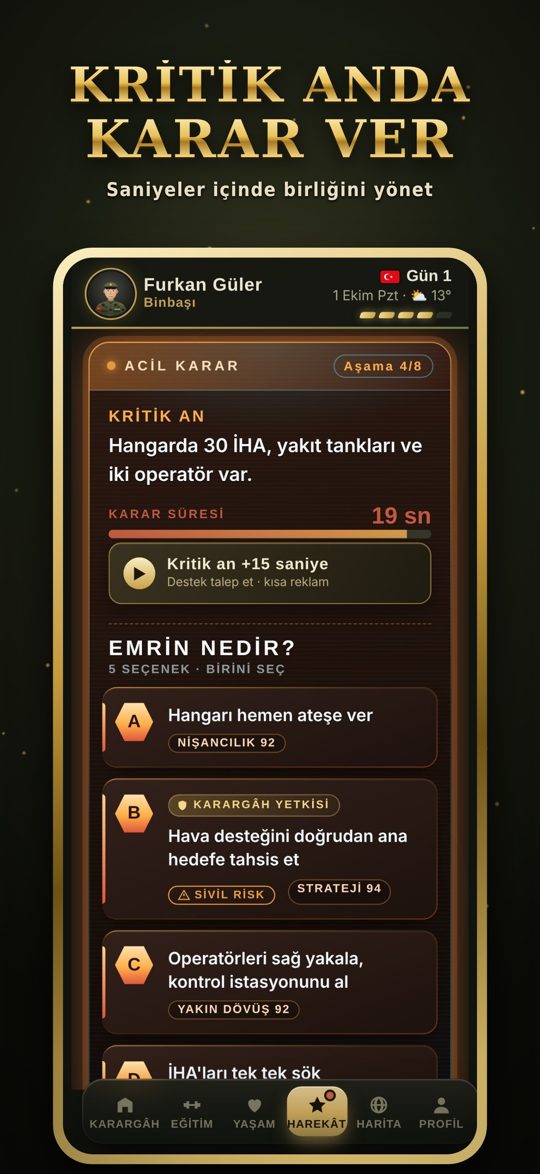 KRİTİK ANDA
KARAR VER
Saniyeler içinde birliğini yönet
Furkan Güler
Binbaşı
Gün 1
1 Ekim Pzt · 13°
ACİL KARAR
Aşama 4/8
KRİTİK AN
Hangarda 30 İHA, yakıt tankları ve
iki operatör var.
KARAR SÜRESİ
19 sn
Kritik an +15 saniye
Destek talep et · kısa reklam
EMRİN NEDİR?
5 SEÇENEK · BİRİNİ SEÇ
A
Hangarı hemen ateşe ver
NİŞANCILIK 92
B
KARARGÂH YETKİSİ
Hava desteğini doğrudan ana
hedefe tahsis et
SİVİL RİSK
STRATEJİ 94
C
Operatörleri sağ yakala,
kontrol istasyonunu al
YAKIN DÖVÜŞ 92
D
İHA'ları tek tek sök
KARARGÂH
EĞİTİM
YAŞAM
HAREKÂT
HARİTA
PROFİL